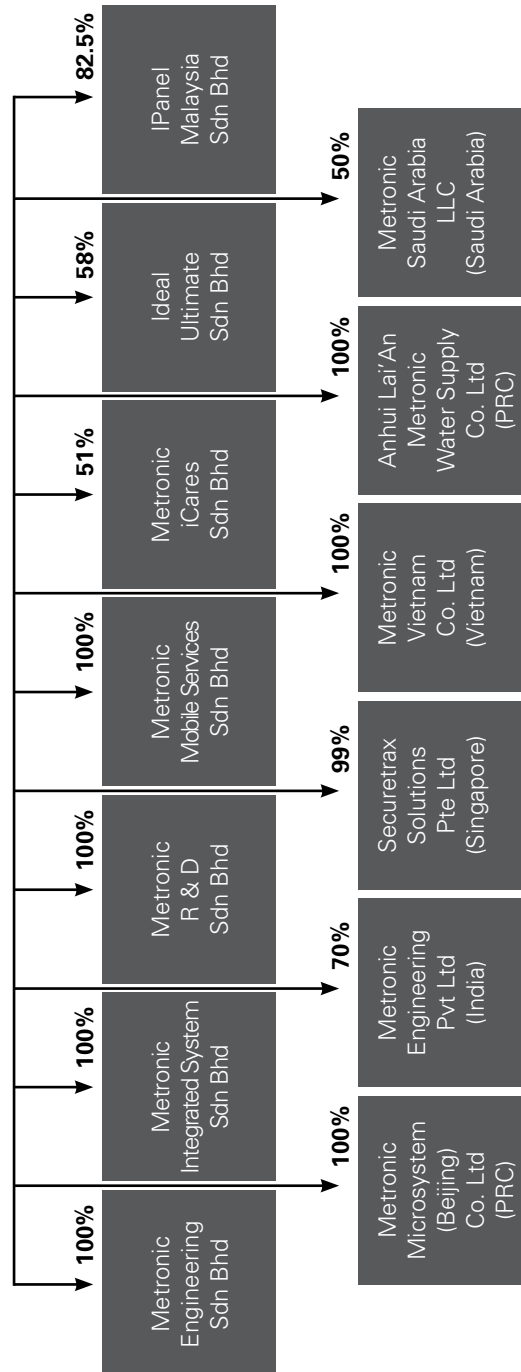 100%
Metronic
Engineering
Sdn Bhd
100%
Metronic
Integrated System
Sdn Bhd
100%
Metronic
R & D
Sdn Bhd
100%
Metronic
Mobile Services
Sdn Bhd
51%
Metronic
iCares
Sdn Bhd
58%
Ideal
Ultimate
Sdn Bhd
82.5%
IPanel
Malaysia
Sdn Bhd
100%
Metronic
Microsystem
(Beijing)
Co. Ltd
(PRC)
70%
Metronic
Engineering
Pvt Ltd
(India)
99%
Securetrax
Solutions
Pte Ltd
(Singapore)
100%
Metronic
Vietnam
Co. Ltd
(Vietnam)
100%
Anhui Lai'An
Metronic
Water Supply
Co. Ltd
(PRC)
50%
Metronic
Saudi Arabia
LLC
(Saudi Arabia)